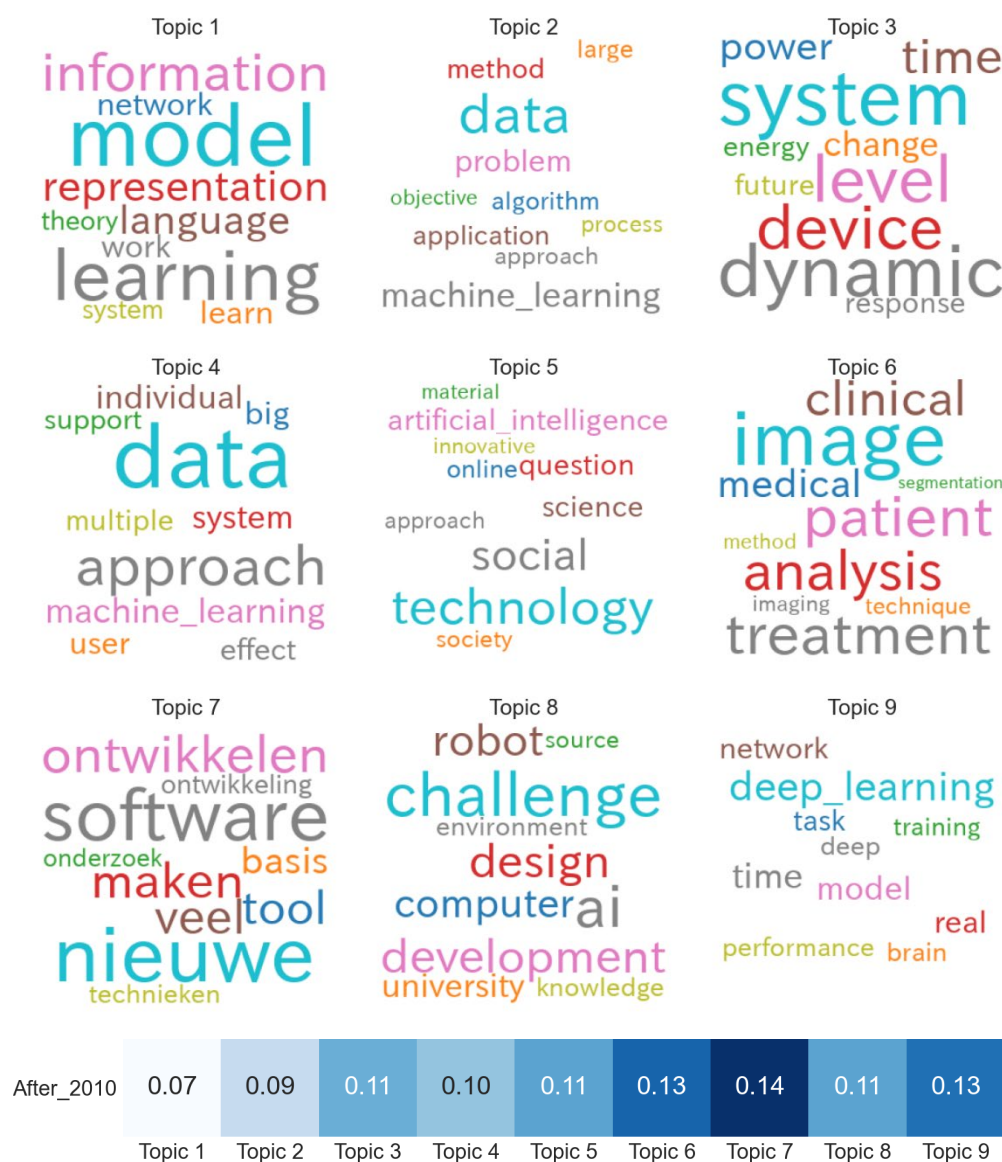 Topic 1
information
network
model
representation
theory language
work
learning
system learn
Topic 2
large
method
data
problem
objective algorithm
process
application
approach
machine_learning
Topic 3
power time
system
energy change
future level
device
dynamic
response
Topic 4
individual
support big
data
multiple system
approach
machine_learning
user effect
Topic 5
material
artificial_intelligence
innovative
online question
science
approach
social
technology
society
Topic 6
clinical
image
medical segmentation
patient
method
analysis
imaging technique
treatment
Topic 7
ontwikkelen
ontwikkeling
software
onderzoek basis
maken
veel tool
nieuwe
technieken
Topic 8
robot source
challenge
environment
design
computer ai
development
university knowledge
Topic 9
network
deep_learning
task training
deep
time model
real
performance brain
After_2010 0.07 0.09 0.11 0.10 0.11 0.13 0.14 0.11 0.13
Topic 1 Topic 2 Topic 3 Topic 4 Topic 5 Topic 6 Topic 7 Topic 8 Topic 9